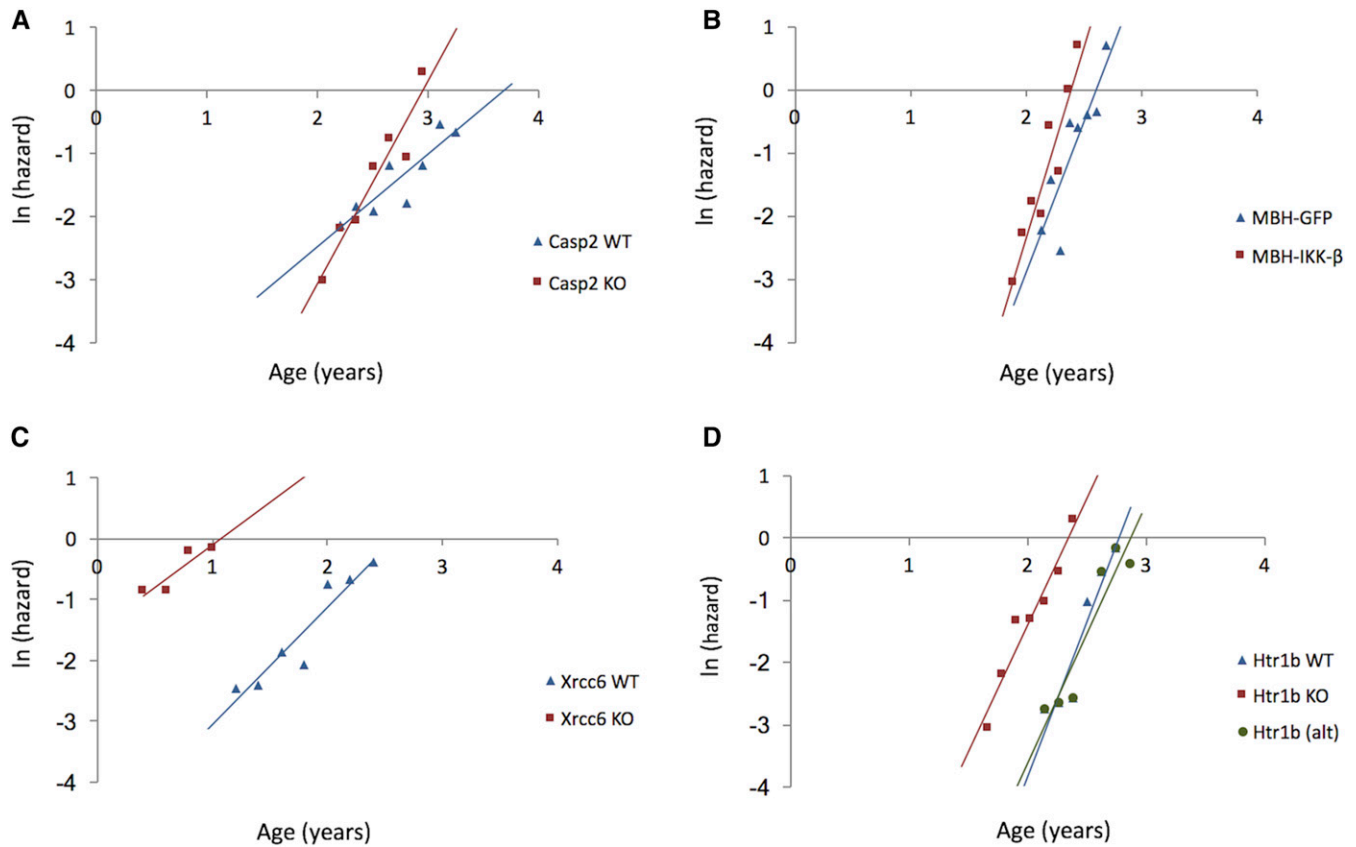 A
1
0
0 1 2 3 4
-1
-2
-3
-4
ln (hazard)
Age (years)
Casp2 WT
Casp2 KO
B
1
0
0 1 2 3 4
-1
-2
-3
-4
ln (hazard)
Age (years)
MBH-GFP
MBH-IKK-β
C
1
0
0 1 2 3 4
-1
-2
-3
-4
ln (hazard)
Age (years)
Xrcc6 WT
Xrcc6 KO
D
1
0
0 1 2 3 4
-1
-2
-3
-4
ln (hazard)
Age (years)
Htr1b WT
Htr1b KO
Htr1b (alt)